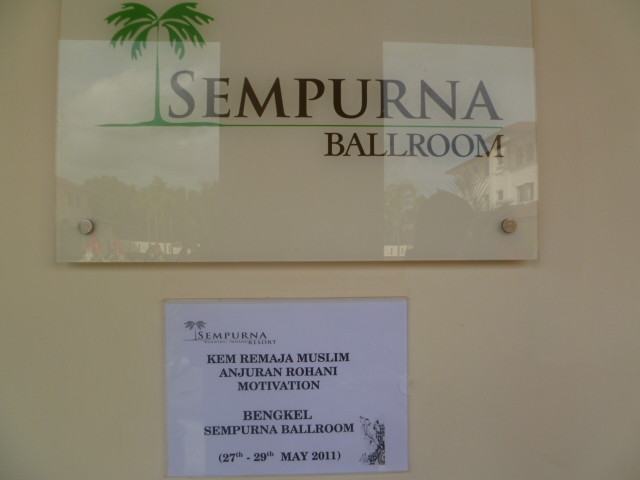 SEMPURNA
BALLROOM
SEMPURNA
RESORT
KEM REMAJA MUSLIM
ANJURAN ROHANI
MOTIVATION
BENGKEL
SEMPURNA BALLROOM
(27th - 29th MAY 2011)